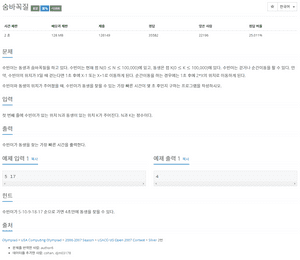 숨바꼭질
한국어
시간 제한 메모리 제한 제출 정답 맞은 사람 정답 비율
2 초 128 MB
문제
수빈이는 동생과 숨바꼭질을 하고 있다. 수빈이는 현재 점 N(0 ≤ N ≤ 100,000)에 있고, 동생은 점 K(0 ≤ K ≤ 100,000)에 있다. 수빈이는 걷거나 순간이동을 할 수 있다. 만
약, 수빈이의 위치가 X일 때 걷는다면 1초 후에 X-1 또는 X+1로 이동하게 된다. 순간이동을 하는 경우에는 1초 후에 2*X의 위치로 이동하게 된다.
수빈이와 동생의 위치가 주어졌을 때, 수빈이가 동생을 찾을 수 있는 가장 빠른 시간이 몇 초 후인지 구하는 프로그램을 작성하시오.
입력
첫 번째 줄에 수빈이가 있는 위치 N과 동생이 있는 위치 K가 주어진다. N과 K는 정수이다.
출력
수빈이가 동생을 찾는 가장 빠른 시간을 출력한다.
예제 입력 1 복사
5 17
예제 출력 1 복사
4
힌트
수빈이가 5-10-9-18-17 순으로 가면 4초만에 동생을 찾을 수 있다.
출처